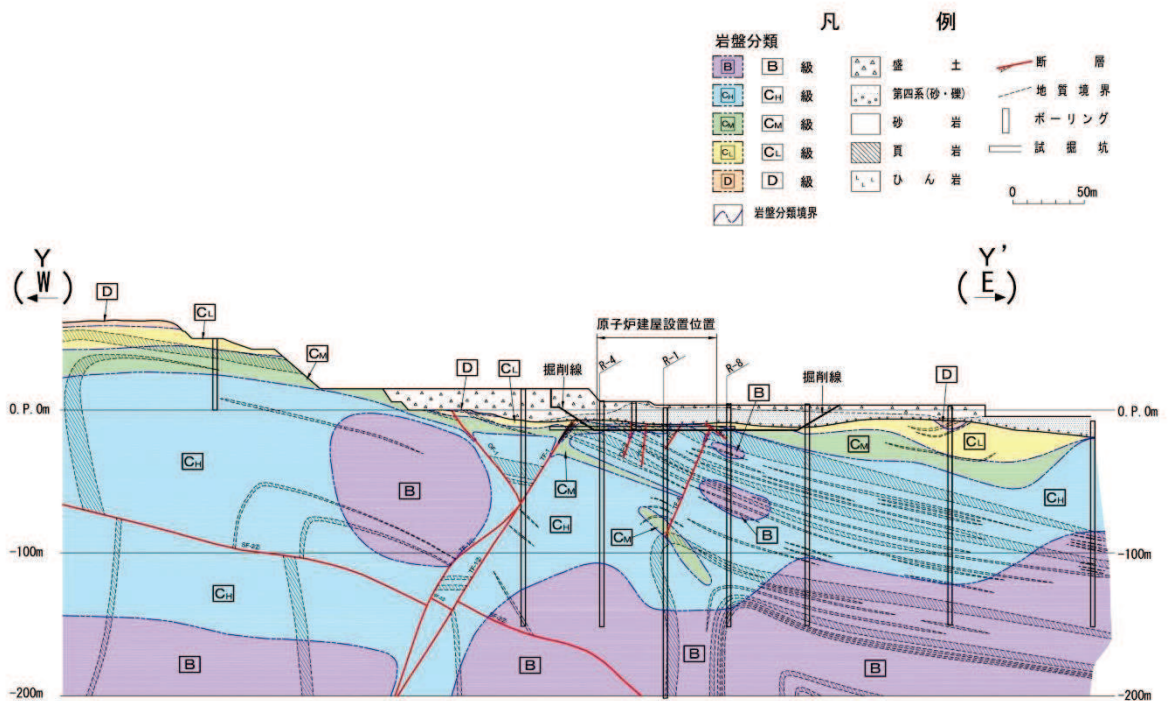 凡 例
岩盤分類
B B 級
CH CH 級
CM CM 級
CL CL 級
D D 級
岩盤分類境界
盛 土
第四系(砂・礫)
砂 岩
頁 岩
ひ ん 岩
断 層
地 質 境 界
ボ ー リ ン グ
試 掘 坑
0 50m
Y
(W)
Y'
(E)
D
CL
CM
原子炉建屋設置位置
R-4
R-1
R-8
D
CL
掘削線
B
掘削線
D
0.P.0m
0.P.0m
CM
CL
CH
B
CM
CH
CH
CM
B
-100m
-100m
CH
B
B
B
B
-200m
-200m